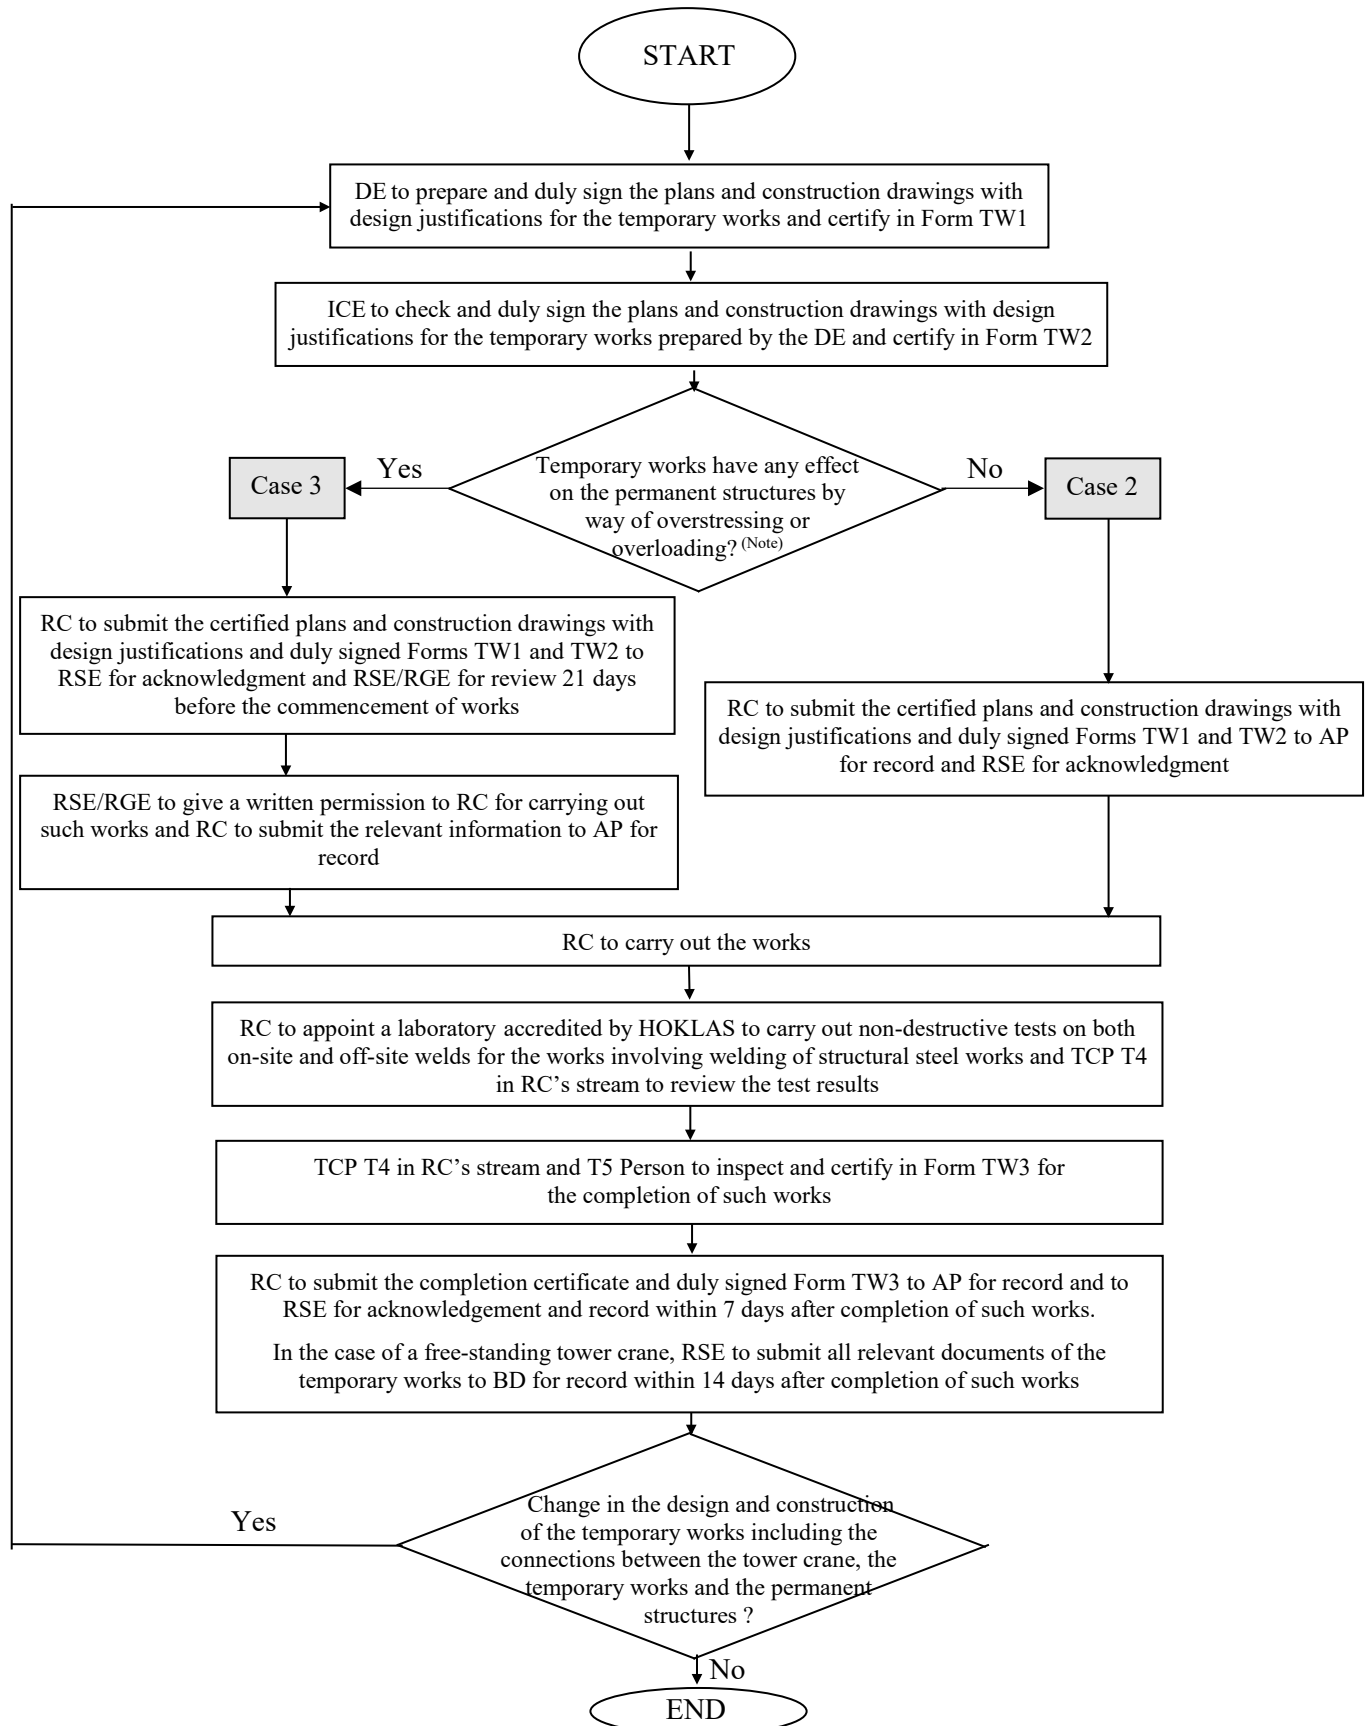 START
DE to prepare and duly sign the plans and construction drawings with
design justifications for the temporary works and certify in Form TW1
ICE to check and duly sign the plans and construction drawings with design
justifications for the temporary works prepared by the DE and certify in Form TW2
Temporary works have any effect
on the permanent structures by
way of overstressing or
overloading? (Note)
Yes
No
Case 3
Case 2
RC to submit the certified plans and construction drawings with
design justifications and duly signed Forms TW1 and TW2 to
RSE for acknowledgment and RSE/RGE for review 21 days
before the commencement of works
RC to submit the certified plans and construction drawings with
design justifications and duly signed Forms TW1 and TW2 to AP
for record and RSE for acknowledgment
RSE/RGE to give a written permission to RC for carrying out
such works and RC to submit the relevant information to AP for
record
RC to carry out the works
RC to appoint a laboratory accredited by HOKLAS to carry out non-destructive tests on both
on-site and off-site welds for the works involving welding of structural steel works and TCP T4
in RC’s stream to review the test results
TCP T4 in RC’s stream and T5 Person to inspect and certify in Form TW3 for
the completion of such works
RC to submit the completion certificate and duly signed Form TW3 to AP for record and to
RSE for acknowledgement and record within 7 days after completion of such works.
In the case of a free-standing tower crane, RSE to submit all relevant documents of the
temporary works to BD for record within 14 days after completion of such works
Change in the design and construction
of the temporary works including the
connections between the tower crane, the
temporary works and the permanent
structures ?
Yes
No
END